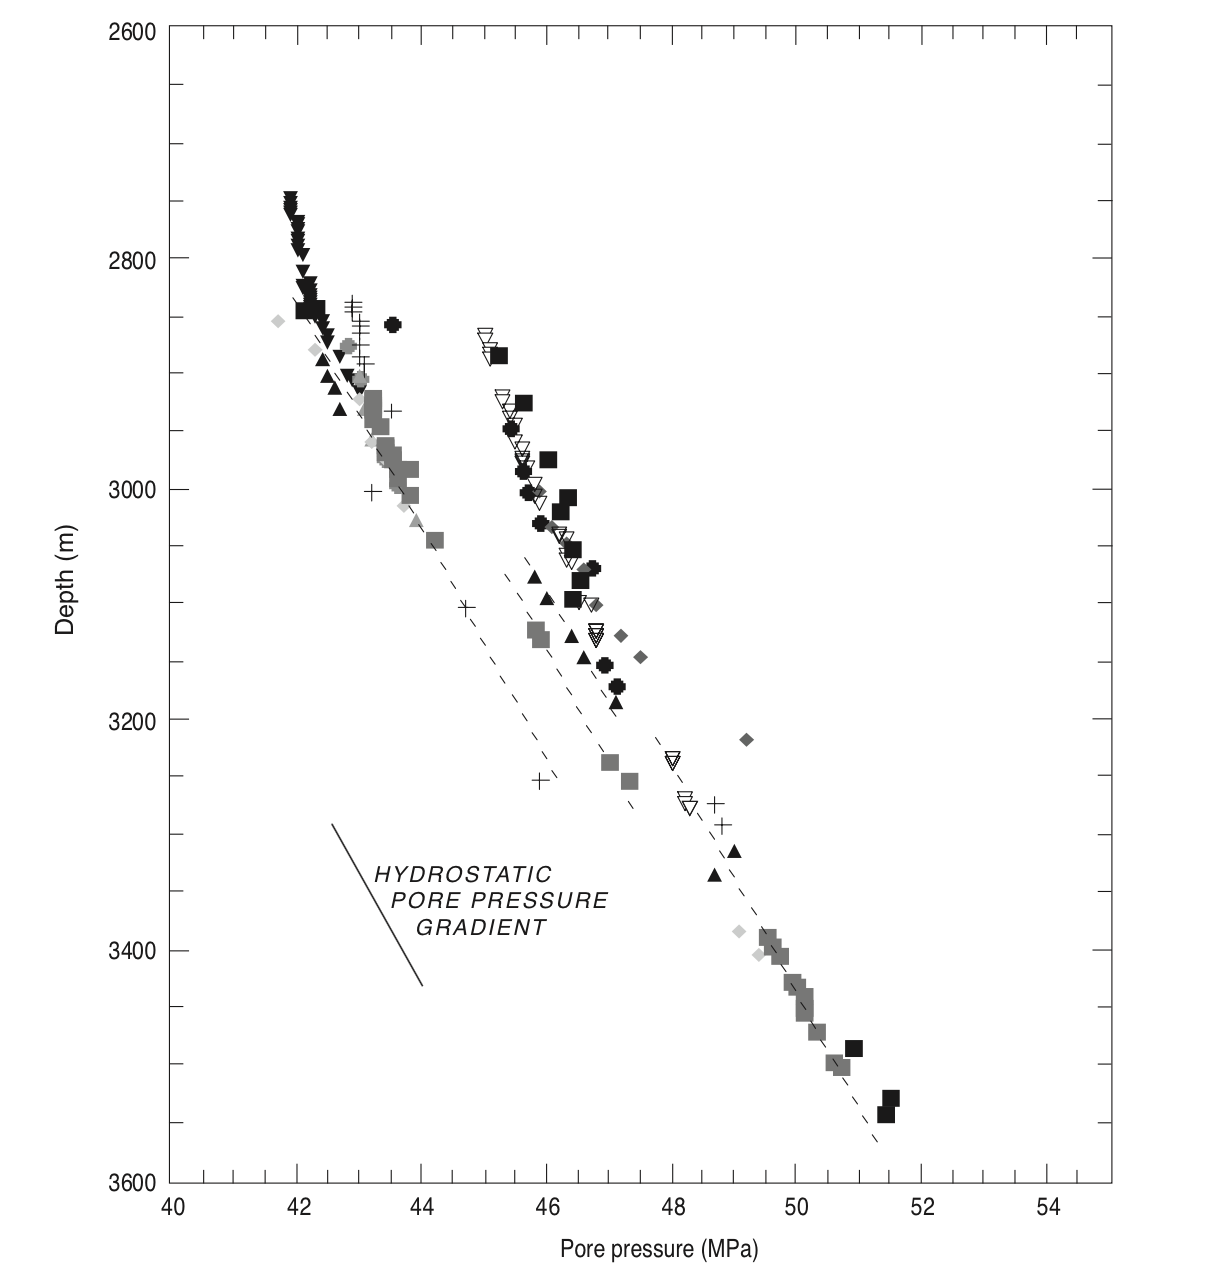 2600
2800
3000
3200
3400
3600
Depth (m)
HYDROSTATIC
PORE PRESSURE
GRADIENT
40 42 44 46 48 50 52 54
Pore pressure (MPa)